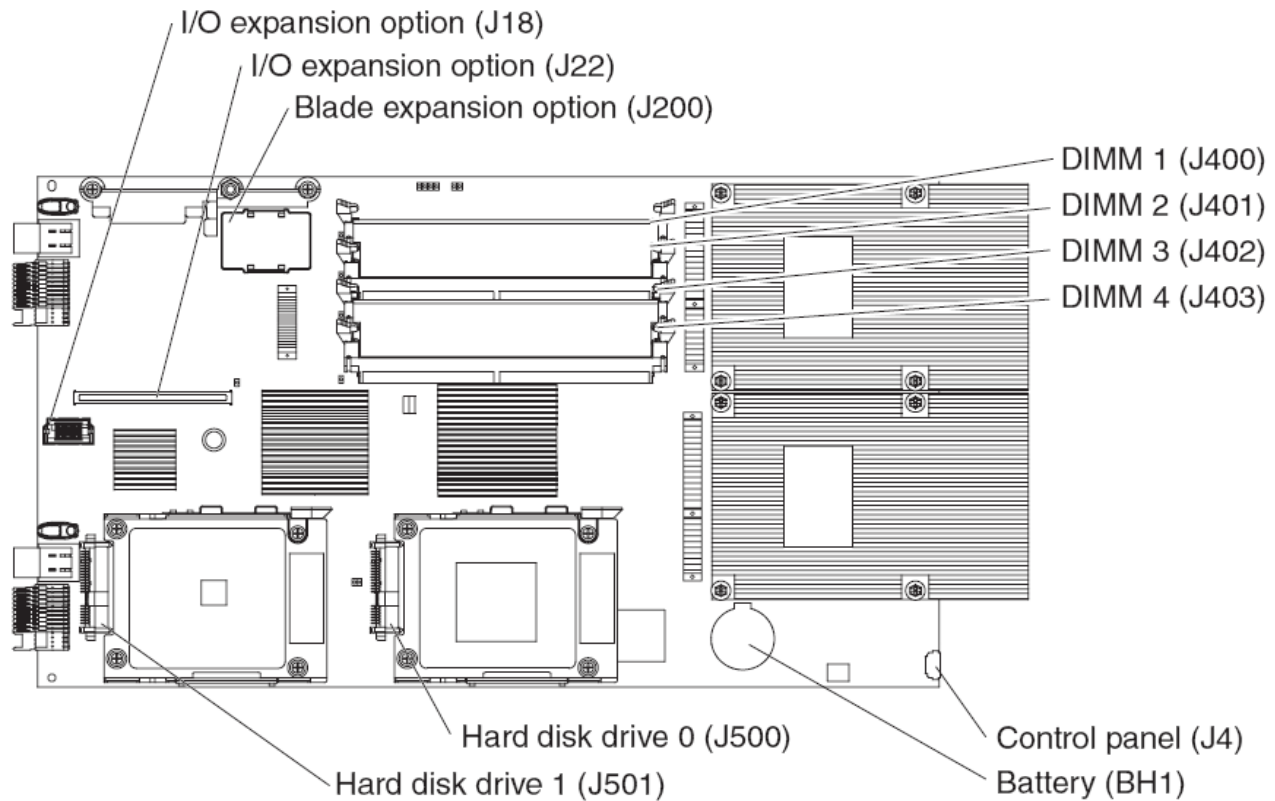 I/O expansion option (J18)
I/O expansion option (J22)
Blade expansion option (J200)
DIMM 1 (J400)
DIMM 2 (J401)
DIMM 3 (J402)
DIMM 4 (J403)
Hard disk drive 0 (J500)
Control panel (J4)
Hard disk drive 1 (J501)
Battery (BH1)